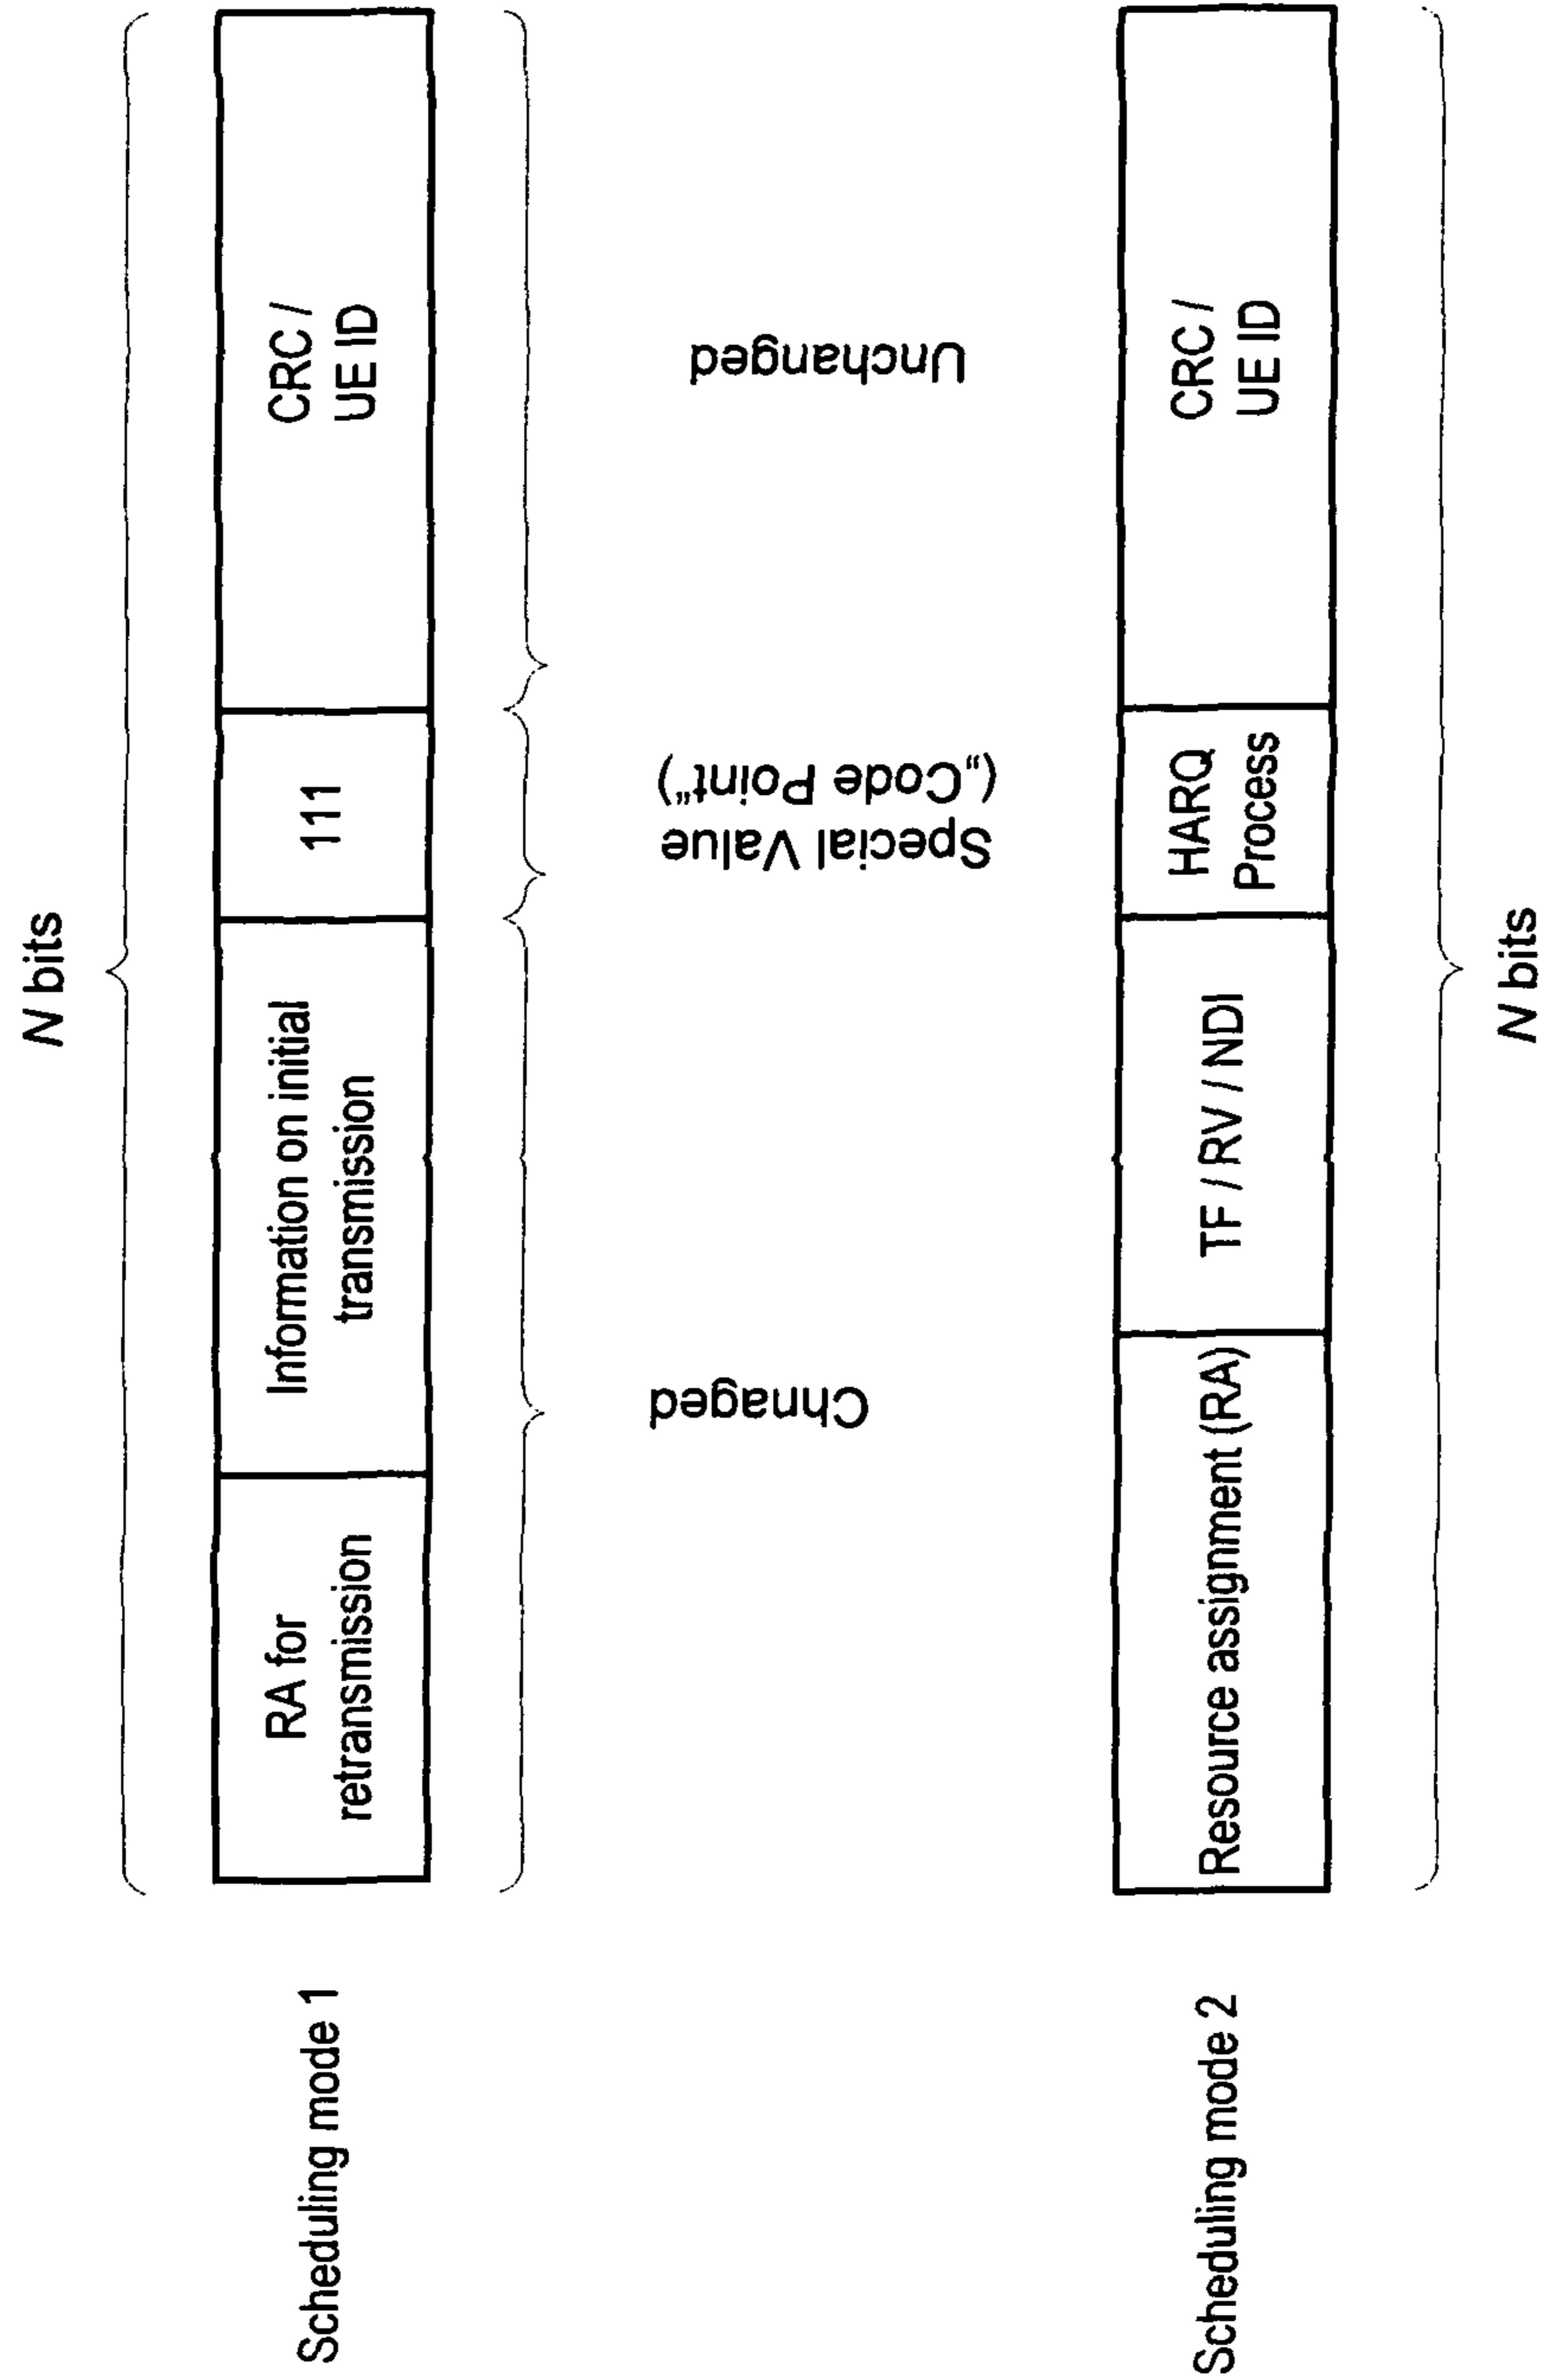 N bits
Scheduling mode 1
RA for
retransmission
Information on initial
transmission
111
CRC /
UE ID
Chnaged
Special Value
(„Code Point“)
Unchanged
Scheduling mode 2
Resource assignment (RA)
TF / RV / NDI
HARQ
Process
CRC /
UE ID
N bits